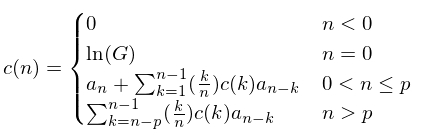 c(n) = { 0 n < 0
ln(G) n = 0
a_n + ∑_{k=1}^{n-1} (k/n) c(k) a_{n-k} 0 < n ≤ p
∑_{k=n-p}^{n-1} (k/n) c(k) a_{n-k} n > p